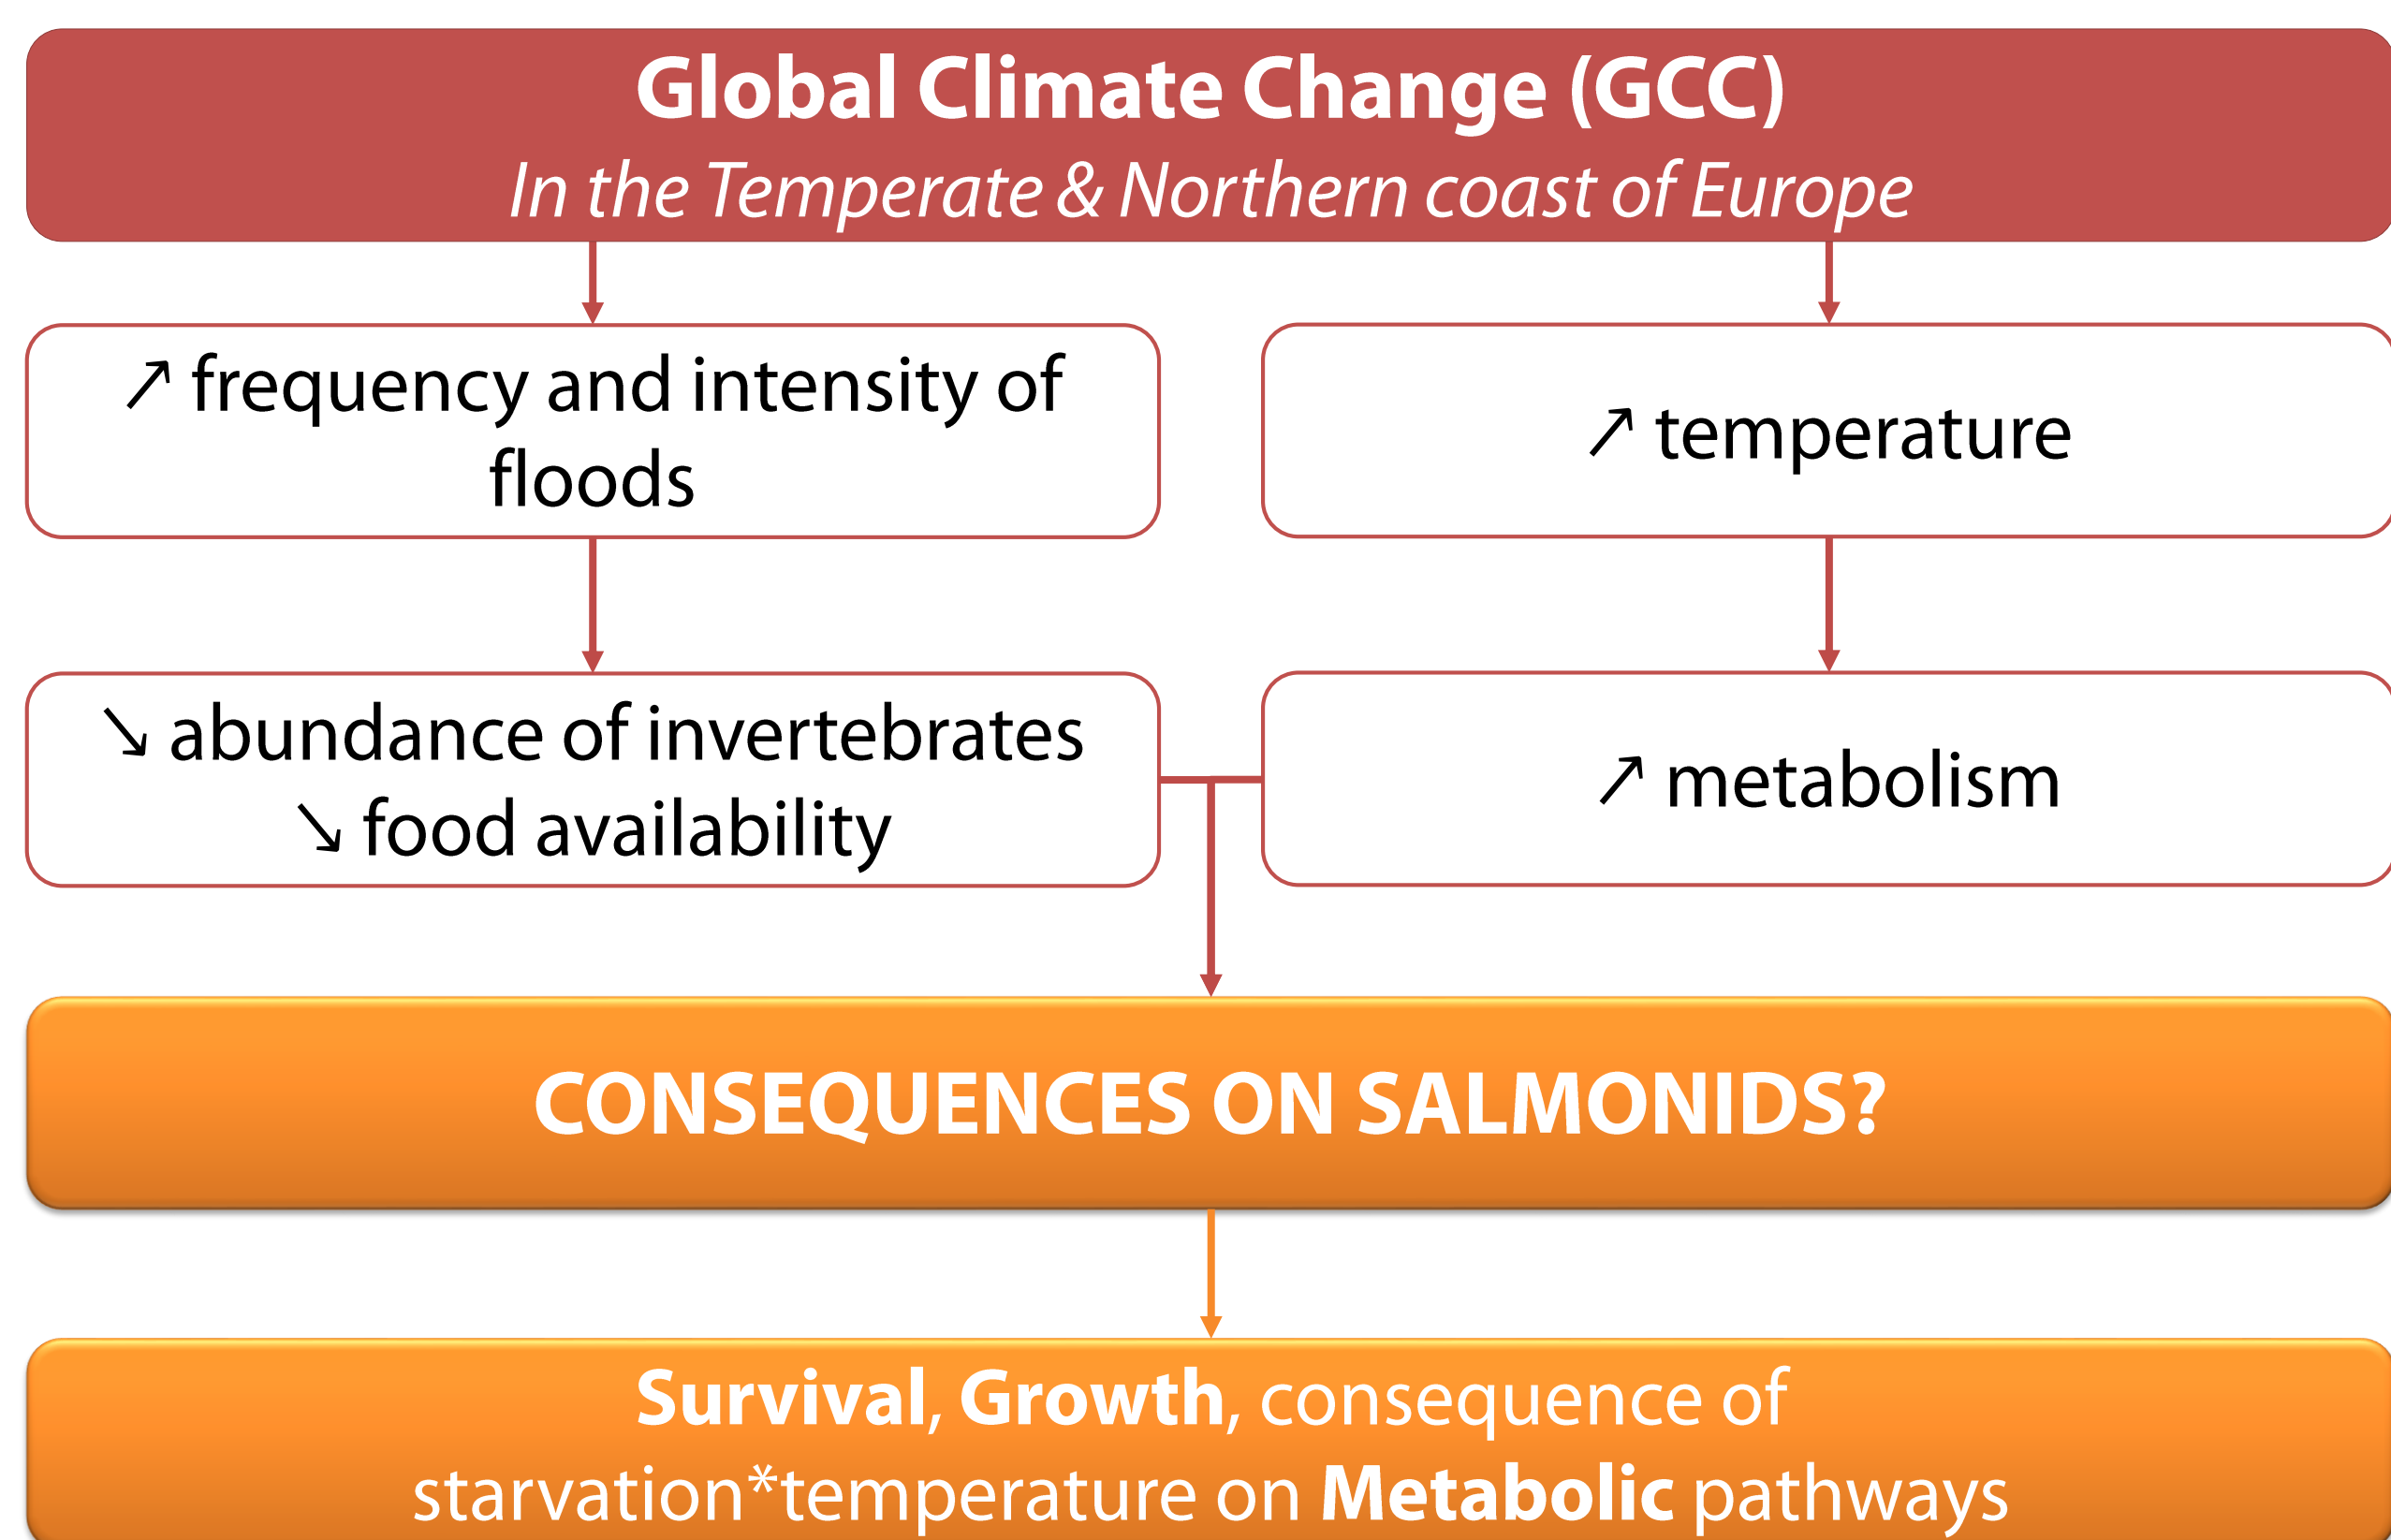 Global Climate Change (GCC)
In the Temperate & Northern coast of Europe
↗ frequency and intensity of
floods
↗ temperature
↘ abundance of invertebrates
↘ food availability
↗ metabolism
CONSEQUENCES ON SALMONIDS?
Survival, Growth, consequence of
starvation*temperature on Metabolic pathways